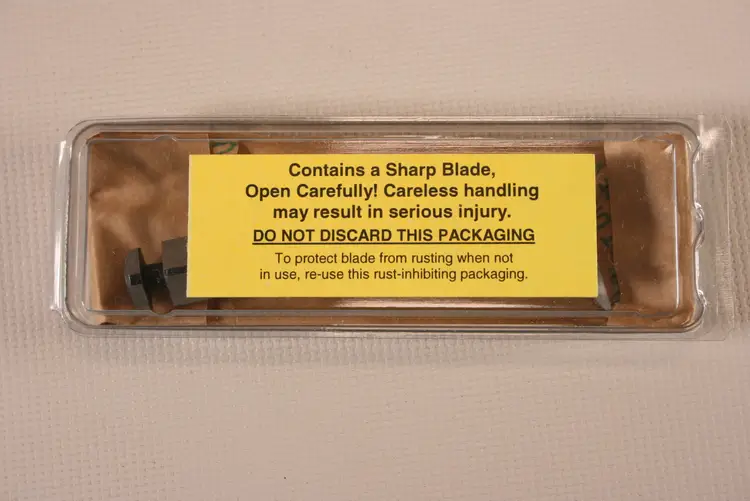 Contains a Sharp Blade,
Open Carefully! Careless handling
may result in serious injury.
DO NOT DISCARD THIS PACKAGING
To protect blade from rusting when not
in use, re-use this rust-inhibiting packaging.